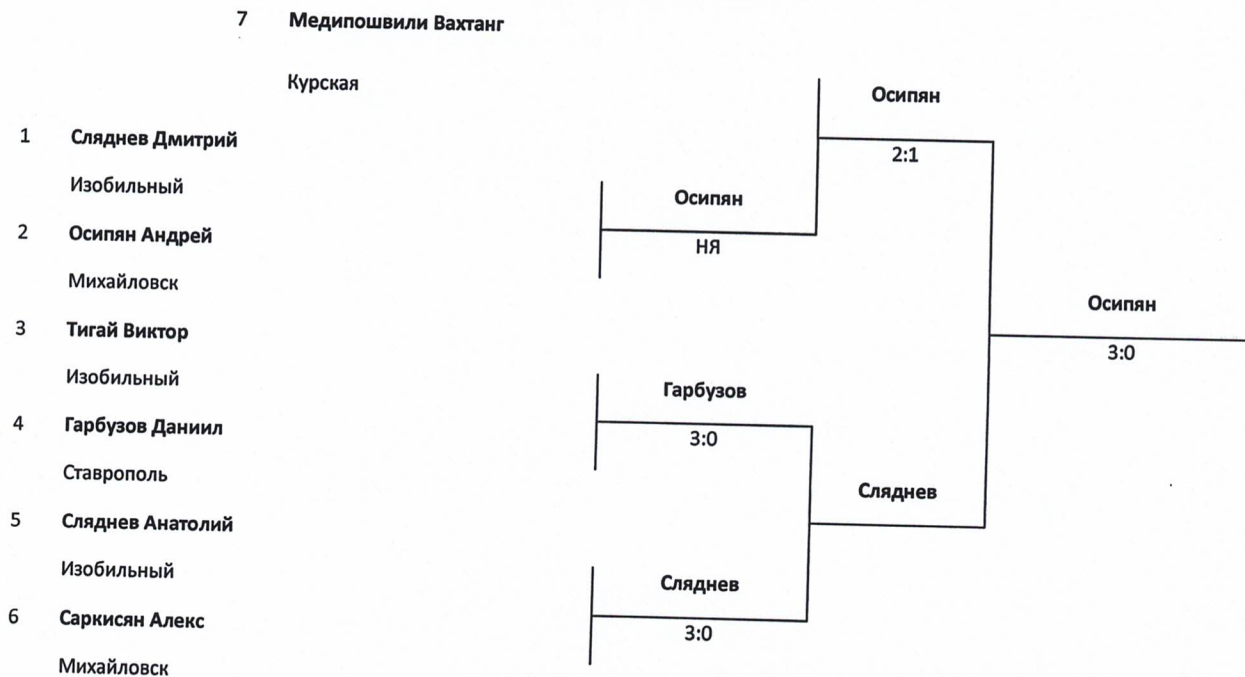 7 Медипошвили Вахтанг
Курская
1 Сляднев Дмитрий
Изобильный
2 Осипян Андрей
Михайловск
3 Тигай Виктор
Изобильный
4 Гарбузов Даниил
Ставрополь
5 Сляднев Анатолий
Изобильный
6 Саркисян Алекс
Михайловск
Осипян
НЯ
Гарбузов
3:0
Сляднев
3:0
Осипян
2:1
Сляднев
Осипян
3:0